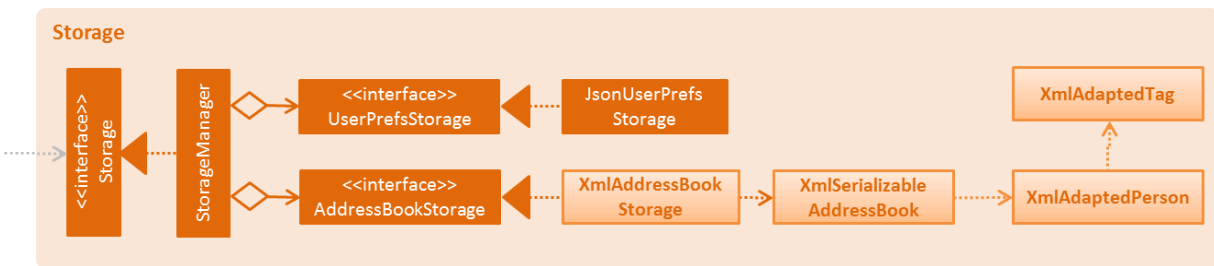 Storage
<<interface>>
Storage
StorageManager
<<interface>>
UserPrefsStorage
JsonUserPrefs
Storage
XmlAdaptedTag
<<interface>>
AddressBookStorage
XmlAddressBook
Storage
XmlSerializable
AddressBook
XmlAdaptedPerson